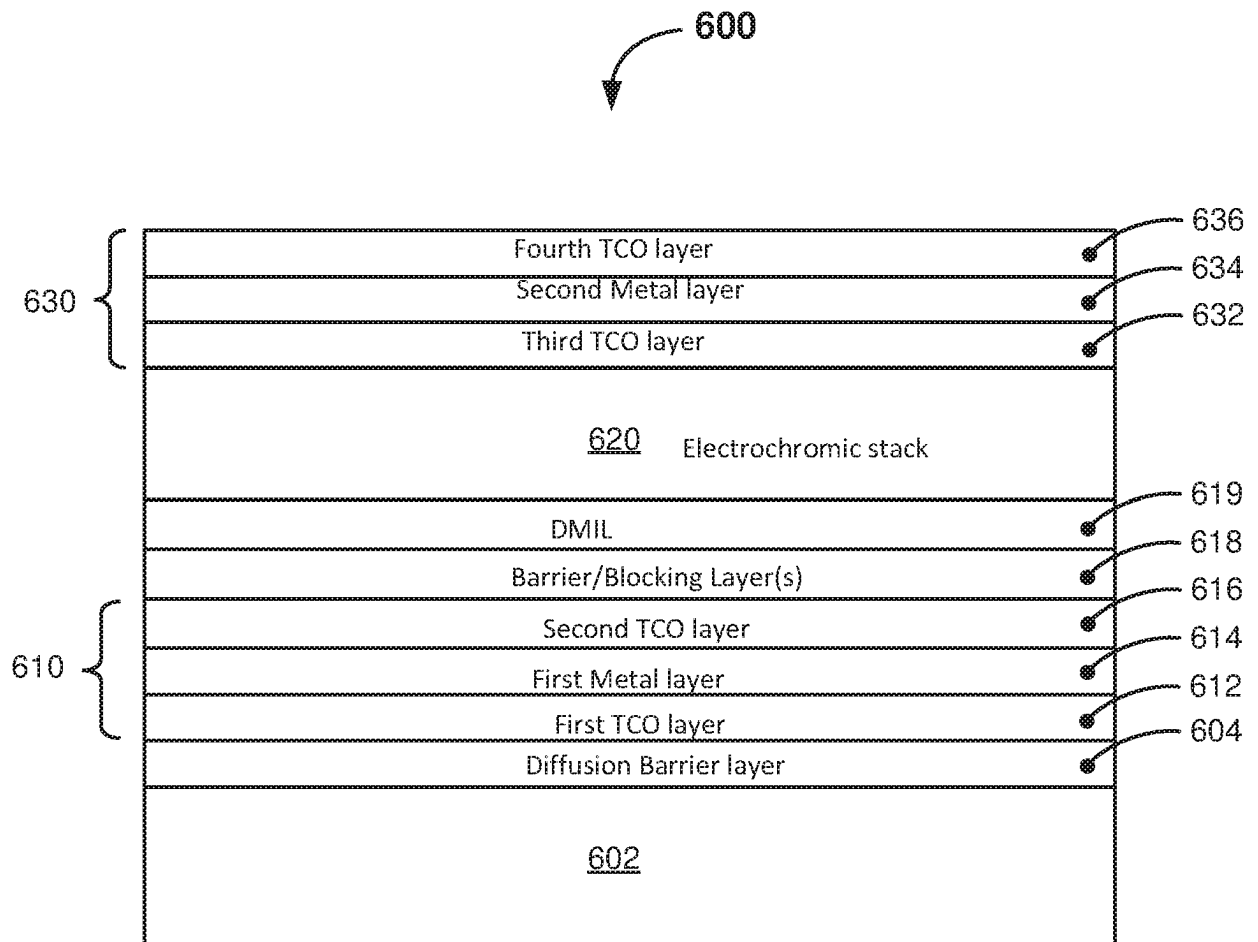 600
Fourth TCO layer
636
Second Metal layer
634
630
Third TCO layer
632
620 Electrochromic stack
DMIL
619
Barrier/Blocking Layer(s)
618
Second TCO layer
616
610
First Metal layer
614
First TCO layer
612
Diffusion Barrier layer
604
602